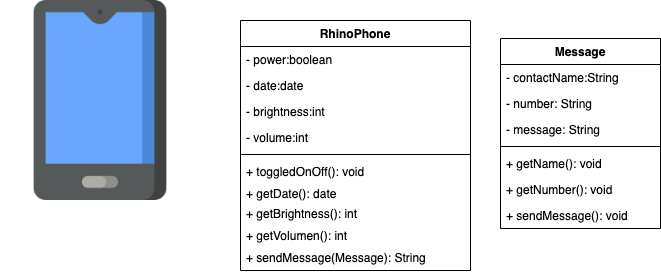 RhinoPhone
- power:boolean
- date:date
- brightness:int
- volume:int
+ toggledOnOff(): void
+ getDate(): date
+ getBrightness(): int
+ getVolumen(): int
+ sendMessage(Message): String
Message
- contactName:String
- number: String
- message: String
+ getName(): void
+ getNumber(): void
+ sendMessage(): void